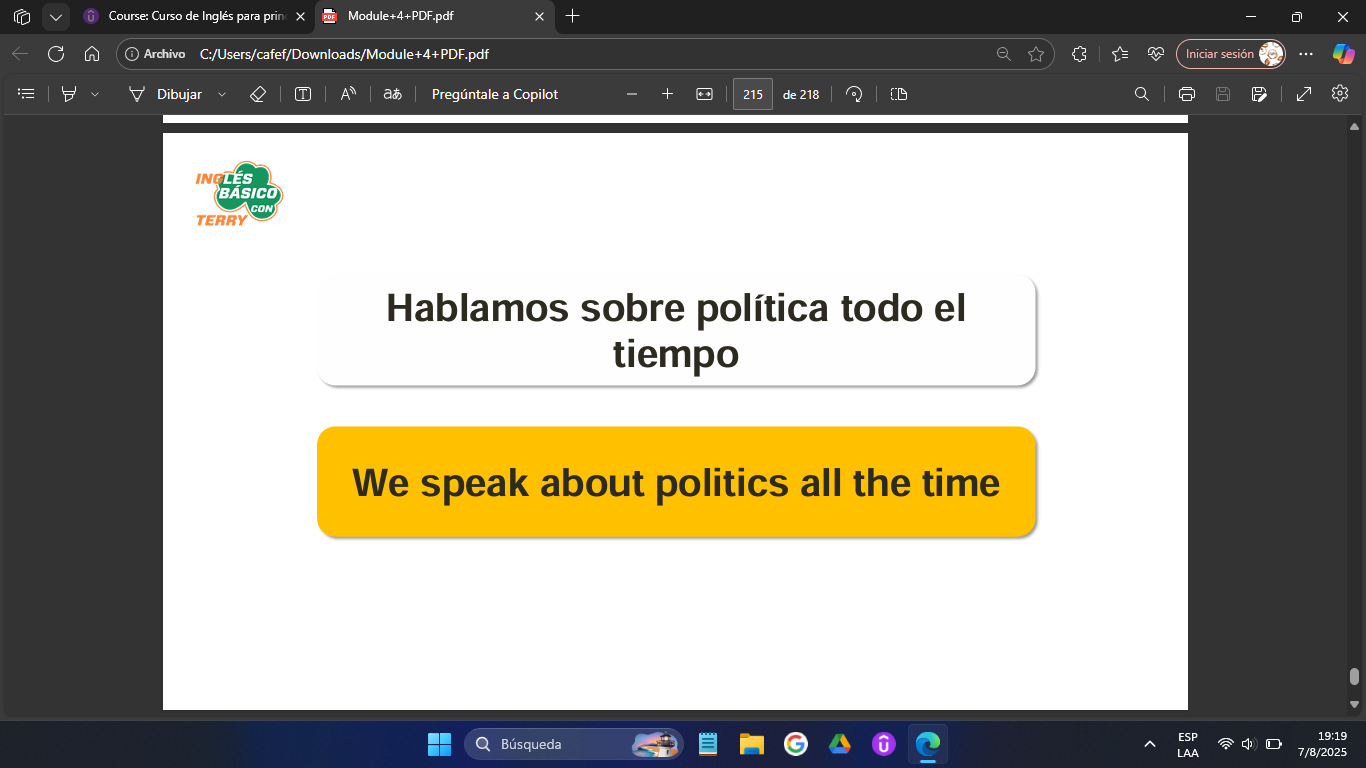 Course: Curso de Inglés para prin
Module+4+PDF.pdf
Archivo
C:/Users/cafef/Downloads/Module+4+PDF.pdf
Iniciar sesión
Dibujar
aあ
Pregúntale a Copilot
215
de 218
INGLÉS
BÁSICO
CON
TERRY
Hablamos sobre política todo el
tiempo
We speak about politics all the time
Búsqueda
ESP
LAA
19:19
7/8/2025